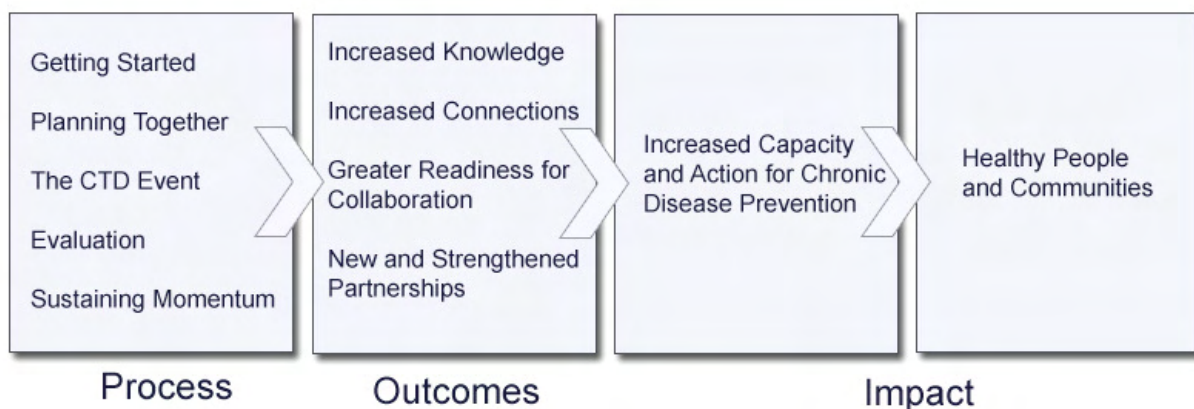 Getting Started
Planning Together
The CTD Event
Evaluation
Sustaining Momentum
Increased Knowledge
Increased Connections
Greater Readiness for
Collaboration
New and Strengthened
Partnerships
Increased Capacity
and Action for Chronic
Disease Prevention
Healthy People
and Communities
Process
Outcomes
Impact